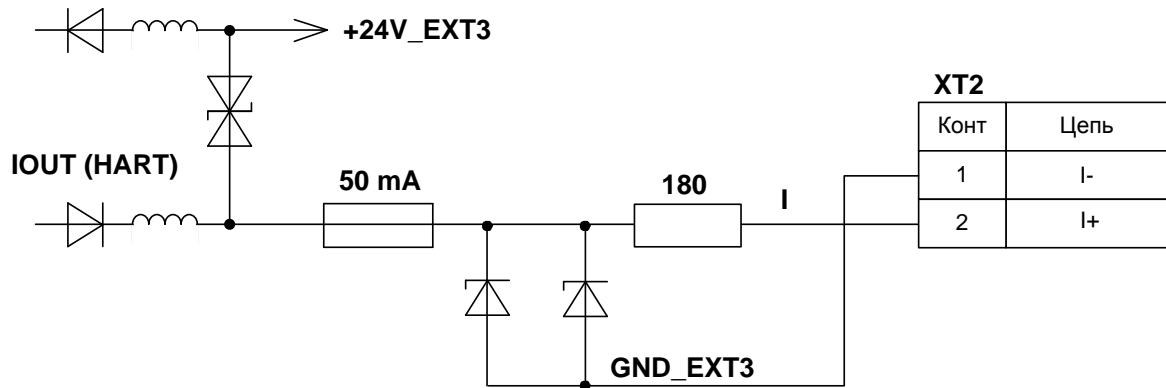 +24V_EXT3
XT2
Конт Цепь
IOUT (HART)
50 mA
180
I
1 I-
2 I+
GND_EXT3